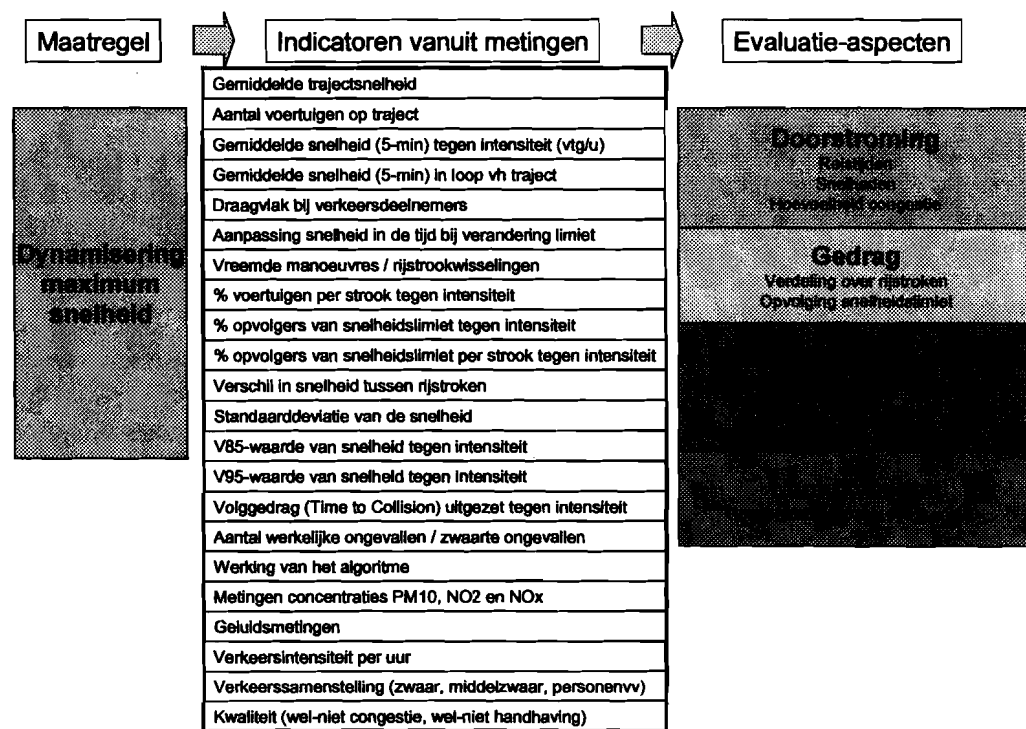 Maatregel
Indicatoren vanuit metingen
Evaluatie-aspecten
Dynamisering
maximum
snelheid
Gemiddelde trajectsnelheid
Aantal voertuigen op traject
Gemiddelde snelheid (5-min) tegen intensiteit (vtg/u)
Gemiddelde snelheid (5-min) in loop vh traject
Draagvlak bij verkeersdeelnemers
Aanpassing snelheid in de tijd bij verandering limiet
Vreemde manoeuvres / rijstrookwisselingen
% voertuigen per strook tegen intensiteit
% opvolgers van snelheidslimiet tegen intensiteit
% opvolgers van snelheidslimiet per strook tegen intensiteit
Verschil in snelheid tussen rijstroken
Standaarddeviatie van de snelheid
V85-waarde van snelheid tegen intensiteit
V95-waarde van snelheid tegen intensiteit
Volggedrag (Time to Collision) uitgezet tegen intensiteit
Aantal werkelijke ongevallen / zwaarte ongevallen
Werking van het algoritme
Metingen concentraties PM10, NO2 en NOx
Geluidsmetingen
Verkeersintensiteit per uur
Verkeerssamenstelling (zwaar, middelzwaar, personenvv)
Kwaliteit (wel-niet congestie, wel-niet handhaving)
Doorstroming
Reistijden
Snelheden
Hoeveelheid congestie
Gedrag
Verdeling over rijstroken
Opvolging snelheidslimiet